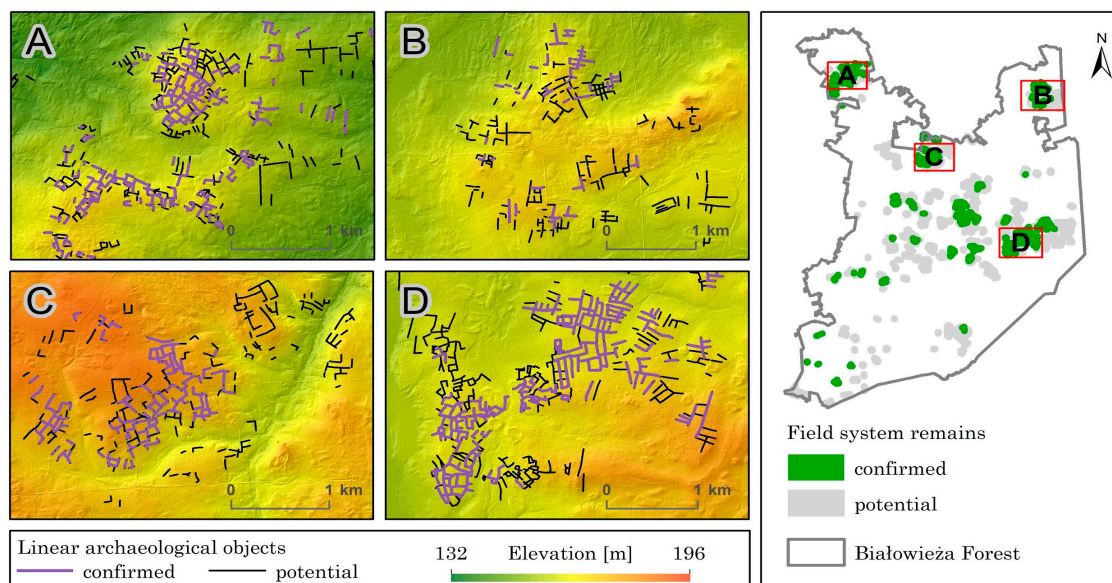 A
0 1 km
B
0 1 km
C
0 1 km
D
0 1 km
Linear archaeological objects
confirmed potential
132 Elevation [m] 196
N
A
B
C
D
Field system remains
confirmed
potential
Białowieża Forest